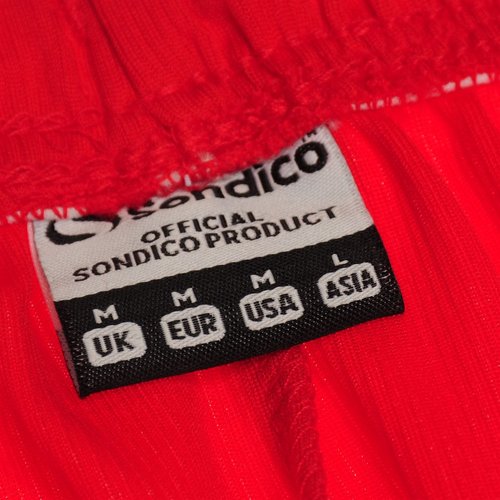 Sondico™
OFFICIAL
SONDICO PRODUCT
M M M L
UK EUR USA ASIA